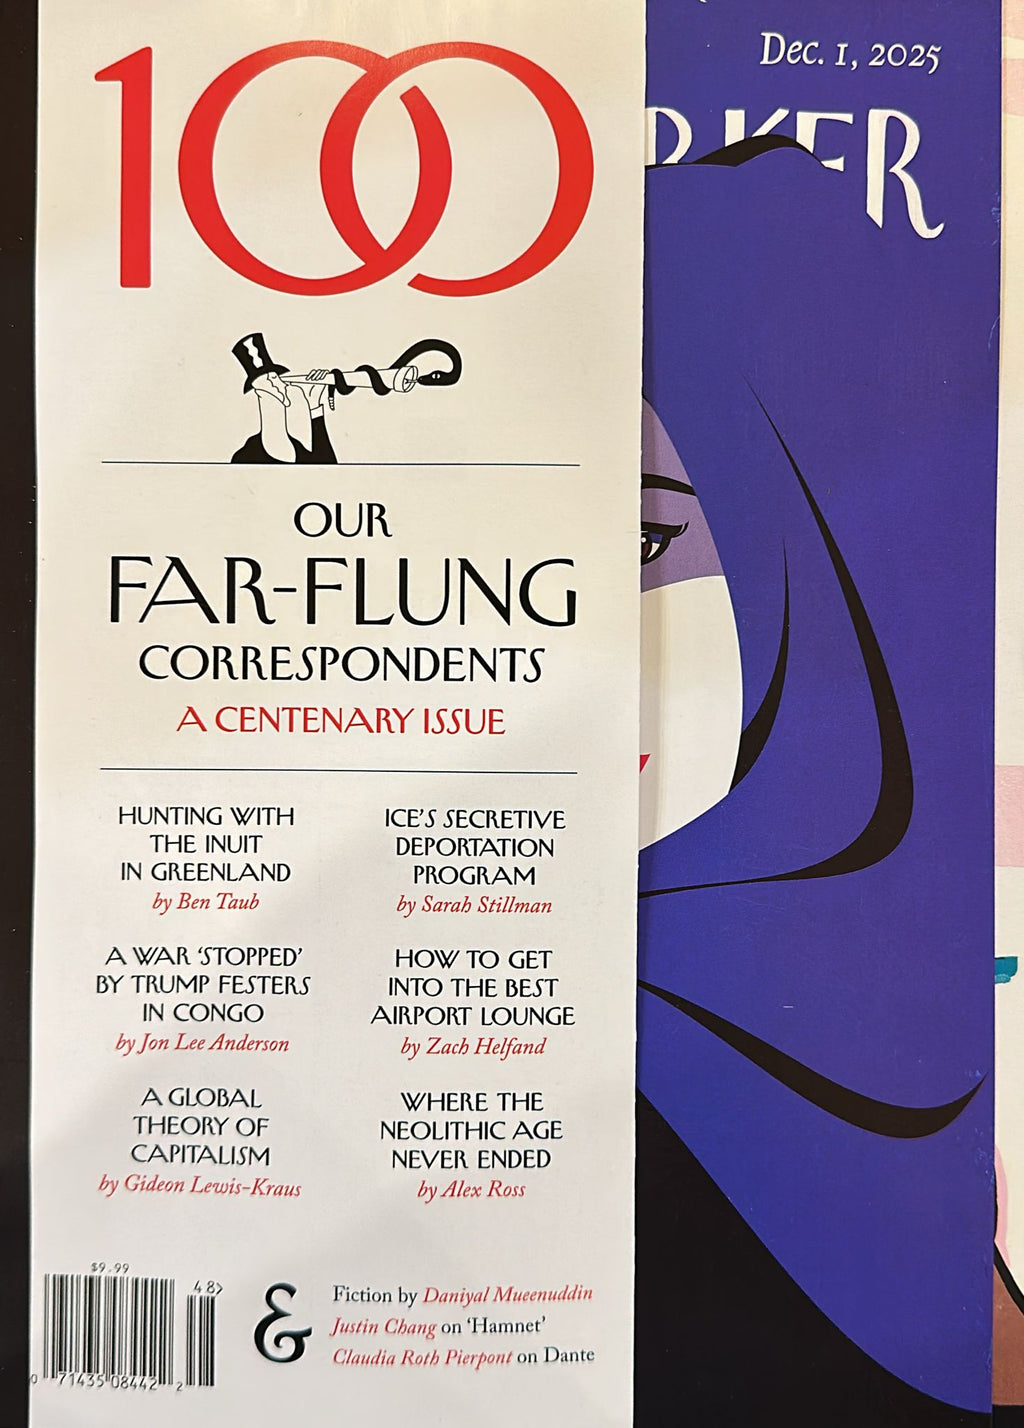 100
Dec. 1, 2025
RKER
OUR
FAR-FLUNG
CORRESPONDENTS
A CENTENARY ISSUE
HUNTING WITH
THE INUIT
IN GREENLAND
by Ben Taub
A WAR ‘STOPPED’
BY TRUMP FESTERS
IN CONGO
by Jon Lee Anderson
A GLOBAL
THEORY OF
CAPITALISM
by Gideon Lewis-Kraus
ICE’S SECRETIVE
DEPORTATION
PROGRAM
by Sarah Stillman
HOW TO GET
INTO THE BEST
AIRPORT LOUNGE
by Zach Helfand
WHERE THE
NEOLITHIC AGE
NEVER ENDED
by Alex Ross
$9.99
48>
0 71435 08442 2
&
Fiction by Daniyal Mueenuddin
Justin Chang on ‘Hamnet’
Claudia Roth Pierpont on Dante